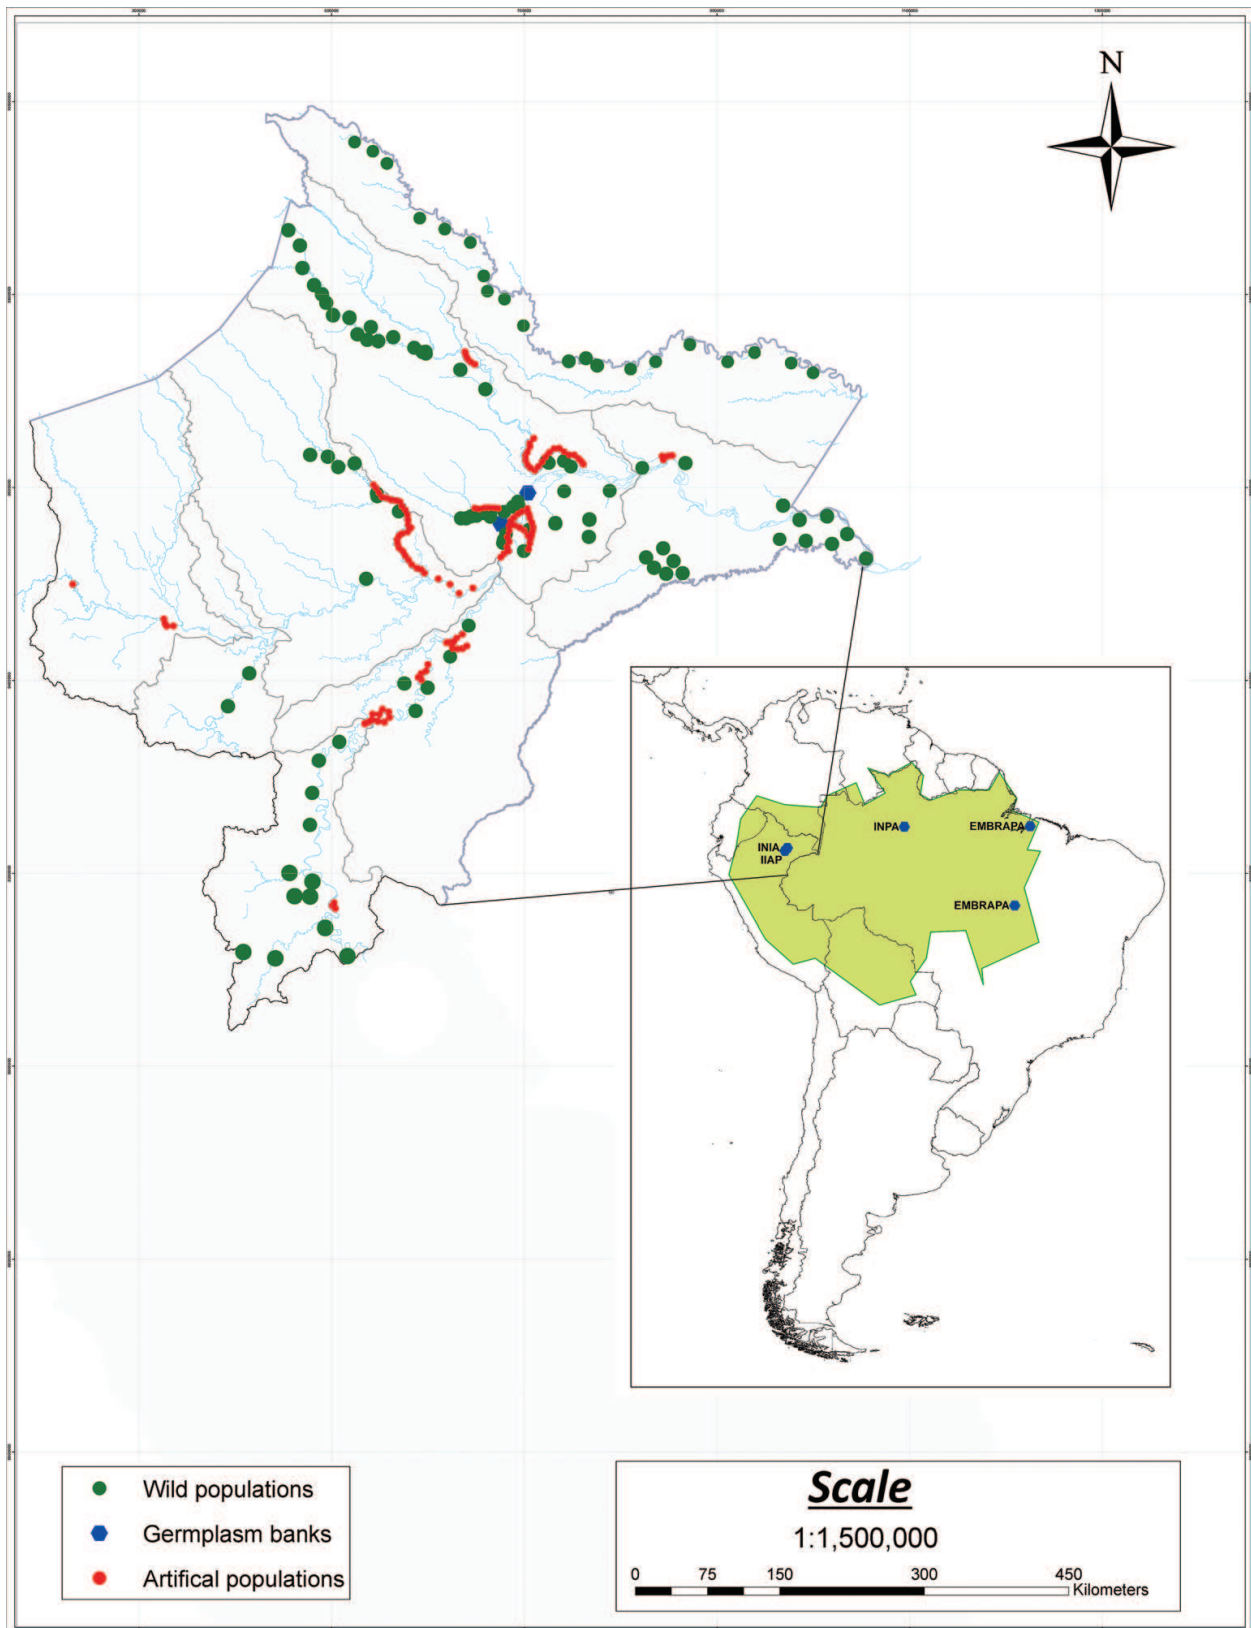 N
INPA
EMBRAPA
INIA
IIAP
EMBRAPA
Wild populations
Germplasm banks
Artifical populations
Scale
1:1,500,000
0 75 150 300 450
Kilometers